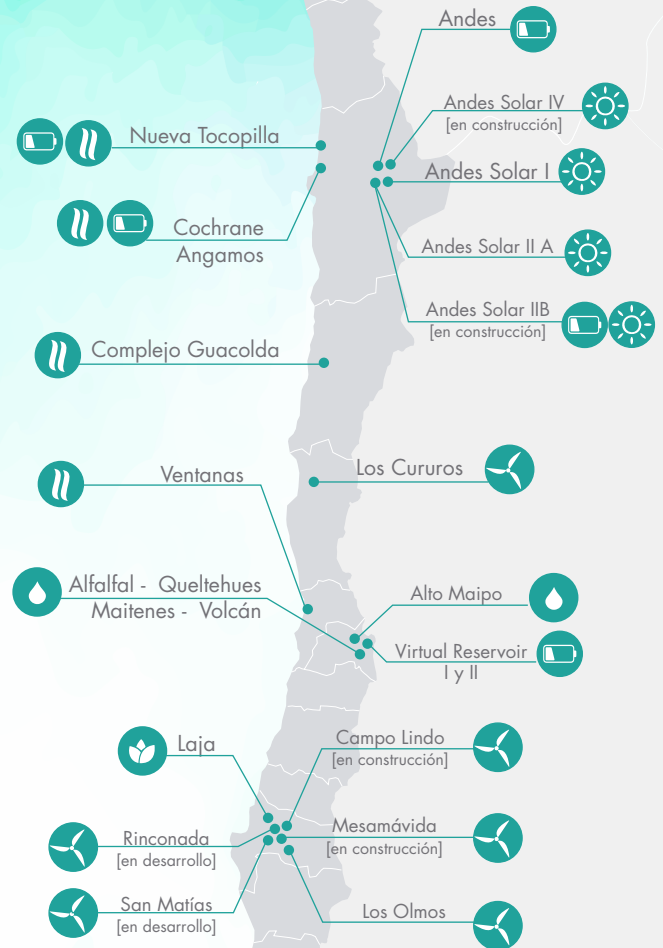 Andes
Andes Solar IV
[en construcción]
Nueva Tocopilla
Andes Solar I
Cochrane
Angamos
Andes Solar II A
Andes Solar IIB
[en construcción]
Complejo Guacolda
Los Cururos
Ventanas
Alfalfal - Queltehues
Maitenes - Volcán
Alto Maipo
Virtual Reservoir
I y II
Laja
Campo Lindo
[en construcción]
Rinconada
[en desarrollo]
Mesamávida
[en construcción]
San Matías
[en desarrollo]
Los Olmos